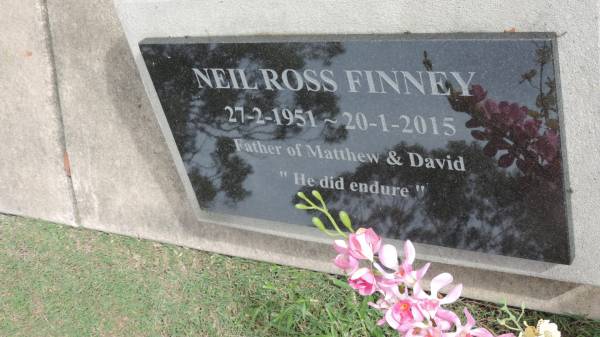 NEIL ROSS FINNEY
27-2-1951 ~ 20-1-2015
Father of Matthew & David
" He did endure "